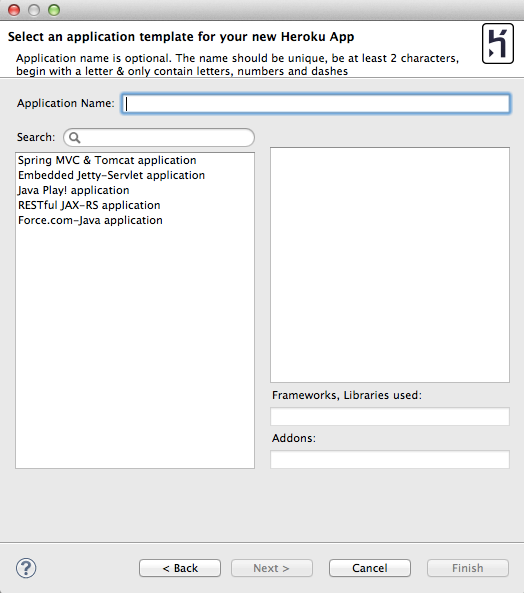 Select an application template for your new Heroku App
Application name is optional. The name should be unique, be at least 2 characters,
begin with a letter & only contain letters, numbers and dashes
Application Name:
Search:
Spring MVC & Tomcat application
Embedded Jetty-Servlet application
Java Play! application
RESTful JAX-RS application
Force.com-Java application
Frameworks, Libraries used:
Addons:
?
< Back
Next >
Cancel
Finish